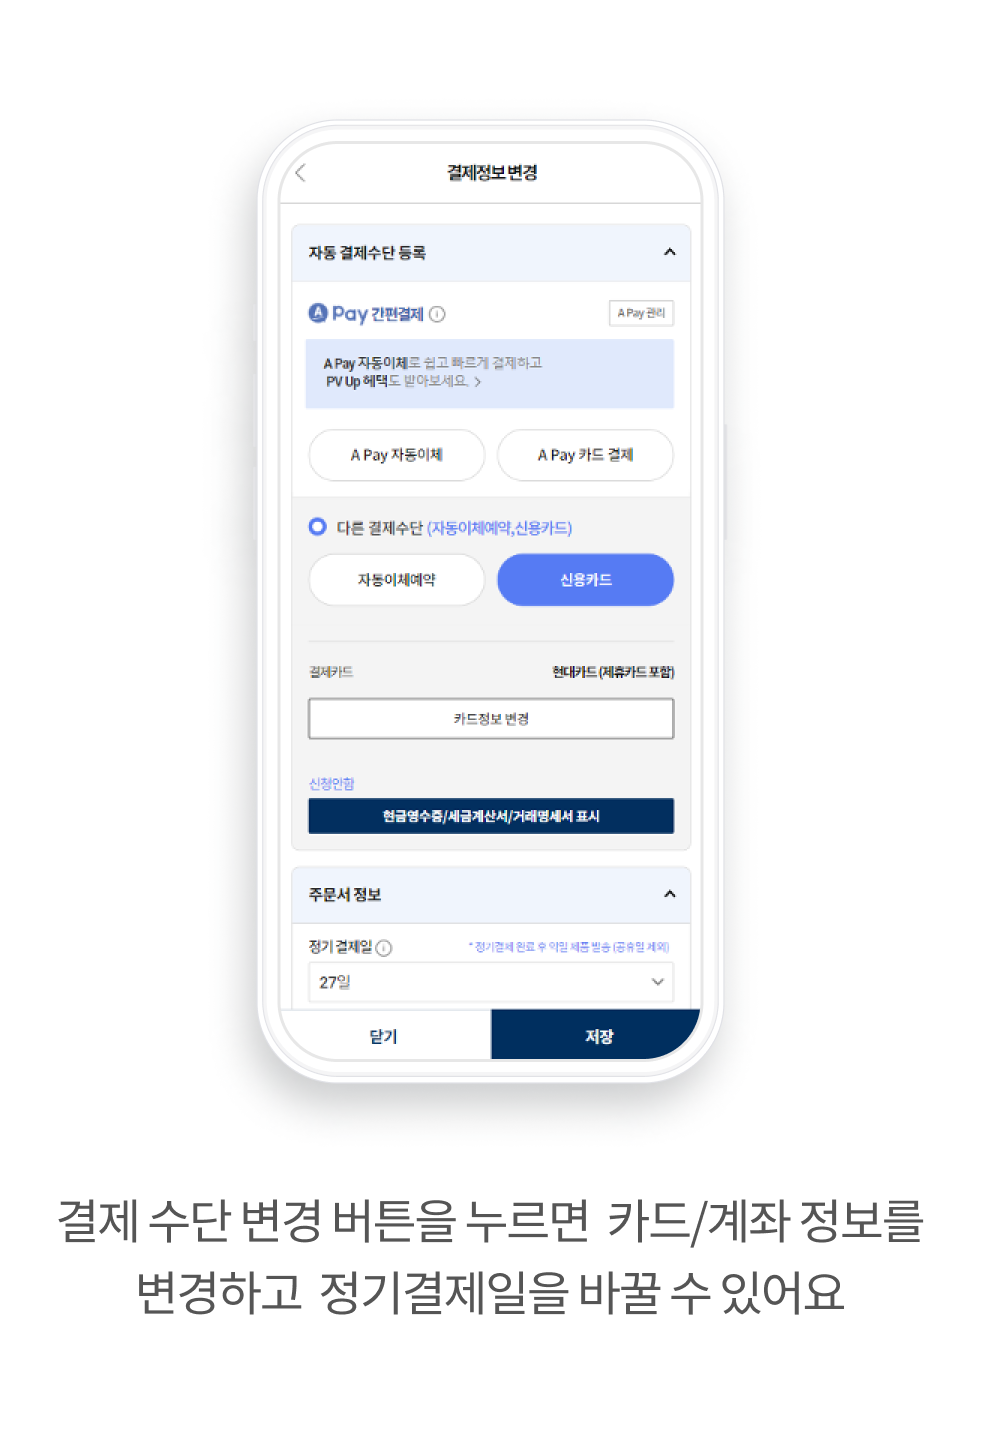 결제정보 변경
자동 결제수단 등록
A Pay 간편결제
A Pay 관리
A Pay 자동이체로 쉽고 빠르게 결제하고
PV Up 혜택도 받아보세요.
A Pay 자동이체
A Pay 카드 결제
다른 결제수단 (자동이체예약,신용카드)
자동이체예약
신용카드
결제카드
현대카드 (제휴카드 포함)
카드정보 변경
신청안함
현금영수증/세금계산서/거래명세서 표시
주문서 정보
정기 결제일
* 정기결제 완료 후 익일 제품 발송 (공휴일 제외)
27일
닫기
저장
결제 수단 변경 버튼을 누르면 카드/계좌 정보를
변경하고 정기결제일을 바꿀 수 있어요